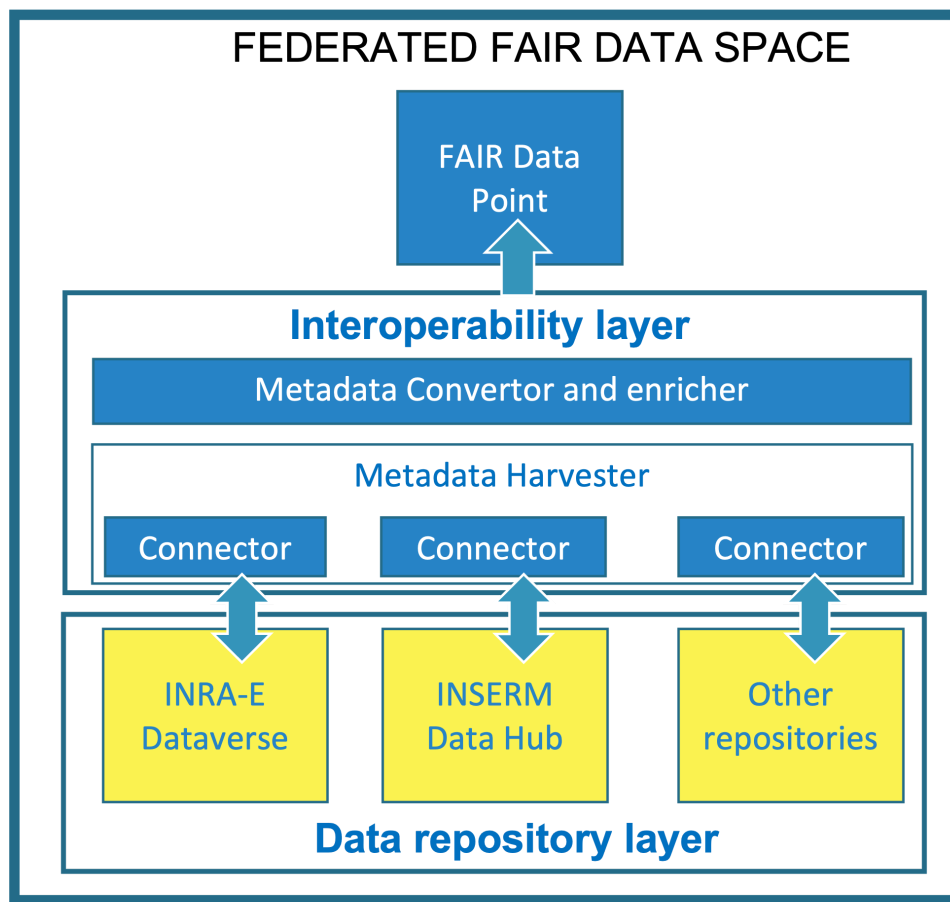 FEDERATED FAIR DATA SPACE
FAIR Data
Point
Interoperability layer
Metadata Convertor and enricher
Metadata Harvester
Connector
Connector
Connector
INRA-E
Dataverse
INSERM
Data Hub
Other
repositories
Data repository layer